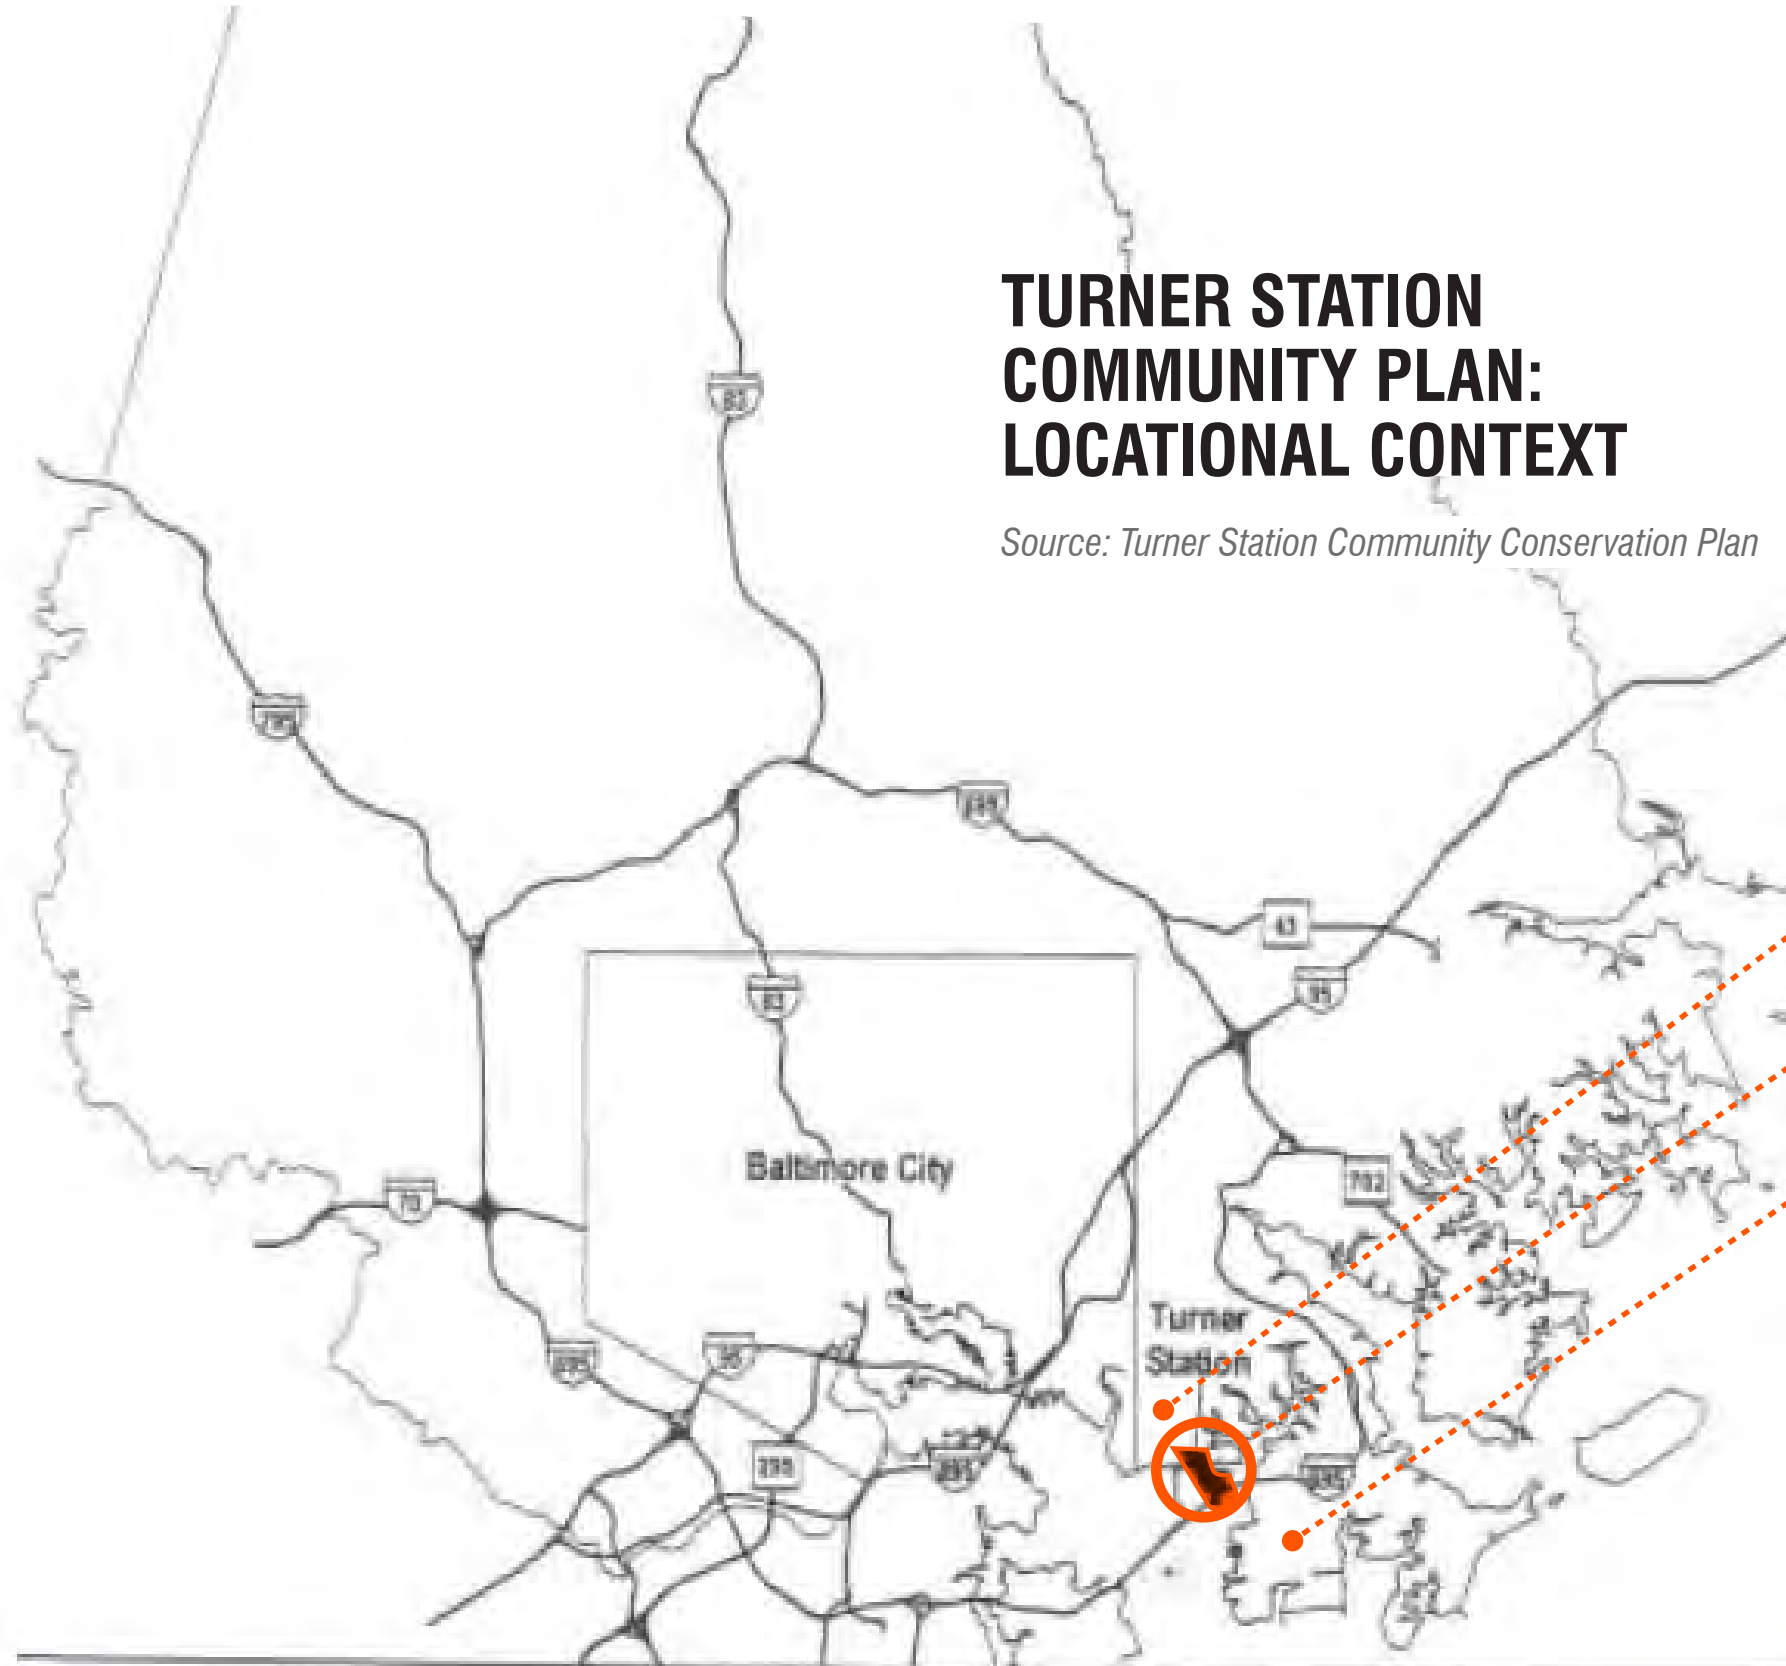 TURNER STATION
COMMUNITY PLAN:
LOCATIONAL CONTEXT
Source: Turner Station Community Conservation Plan
83
795
695
43
83
95
Baltimore City
702
70
Turner
Station
695
95
295
895
695